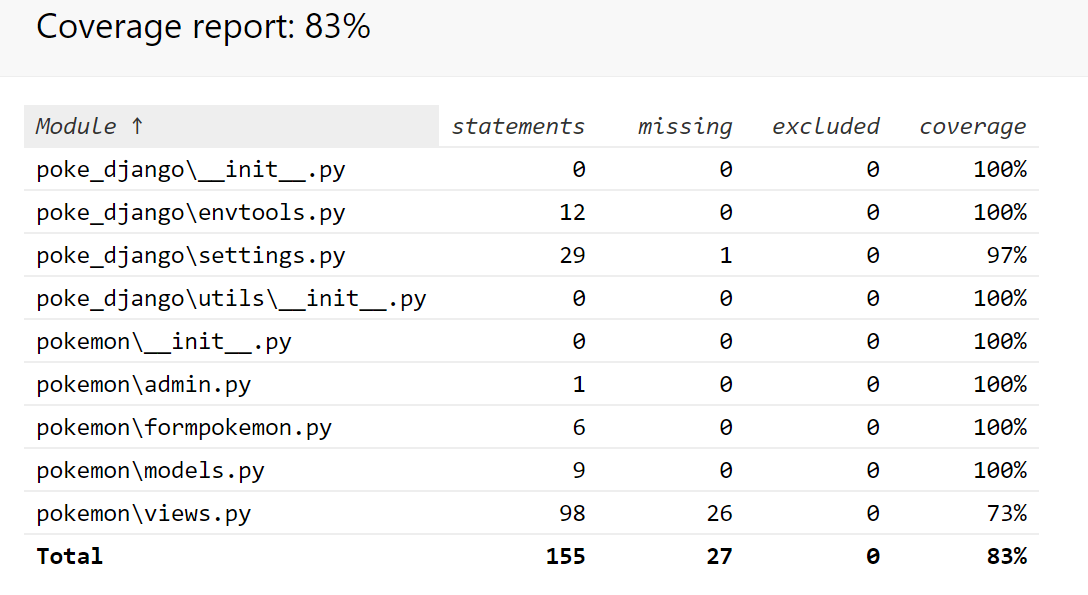 Coverage report: 83%
Module ↑ statements missing excluded coverage
poke_django\__init__.py 0 0 0 100%
poke_django\envtools.py 12 0 0 100%
poke_django\settings.py 29 1 0 97%
poke_django\utils\__init__.py 0 0 0 100%
pokemon\__init__.py 0 0 0 100%
pokemon\admin.py 1 0 0 100%
pokemon\formpokemon.py 6 0 0 100%
pokemon\models.py 9 0 0 100%
pokemon\views.py 98 26 0 73%
Total 155 27 0 83%